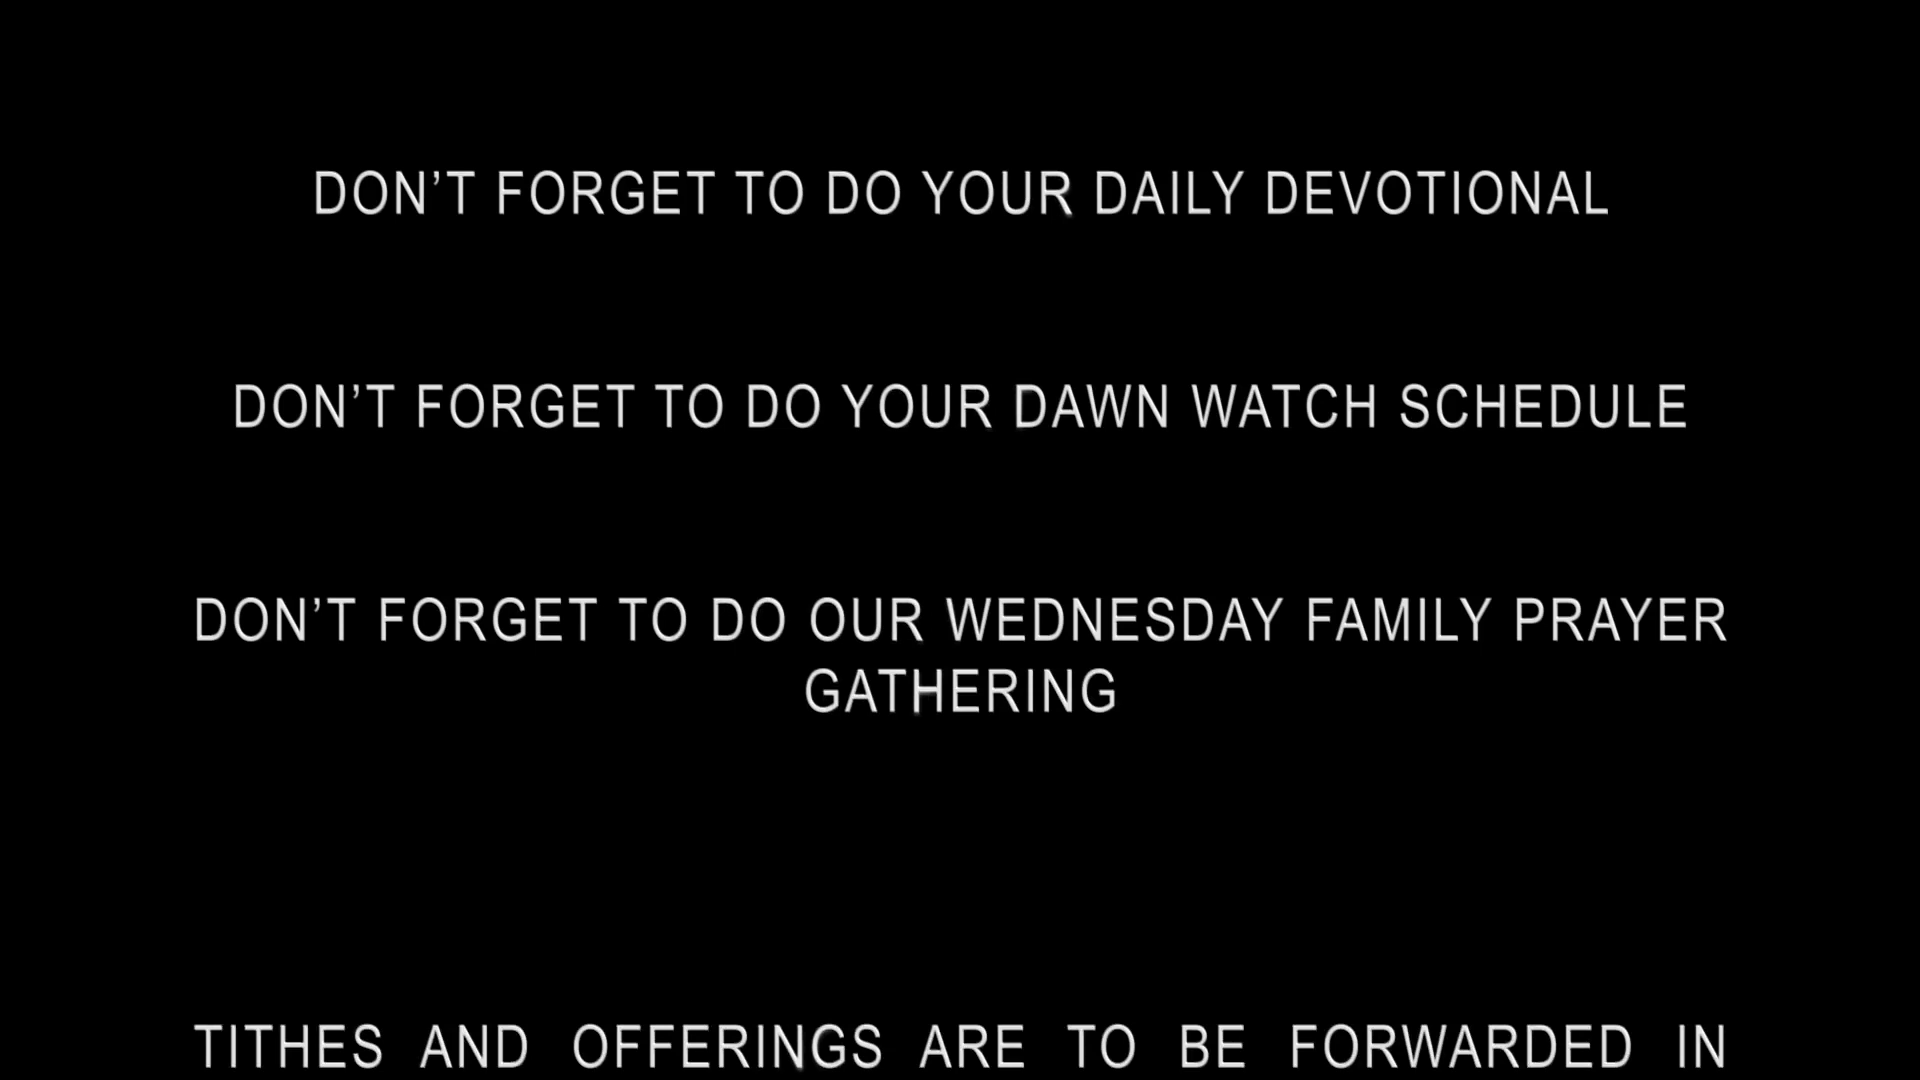 DON’T FORGET TO DO YOUR DAILY DEVOTIONAL
DON’T FORGET TO DO YOUR DAWN WATCH SCHEDULE
DON’T FORGET TO DO OUR WEDNESDAY FAMILY PRAYER
GATHERING
TITHES AND OFFERINGS ARE TO BE FORWARDED IN